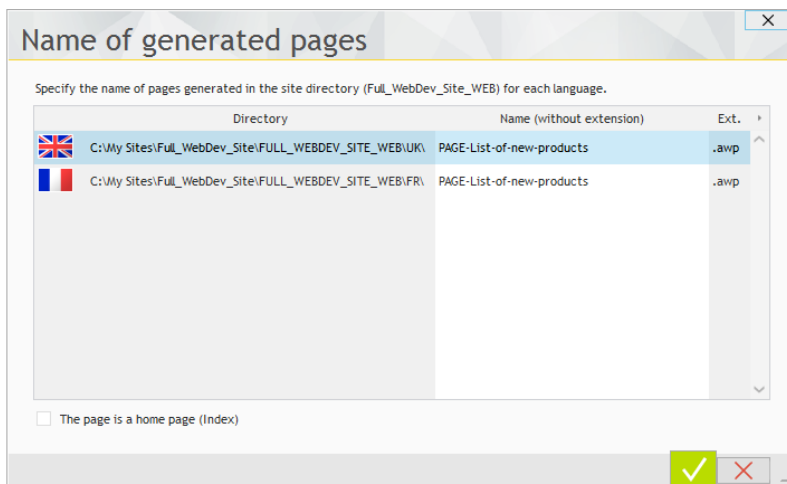 Name of generated pages
Specify the name of pages generated in the site directory (Full_WebDev_Site_WEB) for each language.
Directory Name (without extension) Ext.
C:\My Sites\Full_WebDev_Site\FULL_WEBDEV_SITE_WEB\UK\ PAGE-List-of-new-products .awp
C:\My Sites\Full_WebDev_Site\FULL_WEBDEV_SITE_WEB\FR\ PAGE-List-of-new-products .awp
The page is a home page (Index)